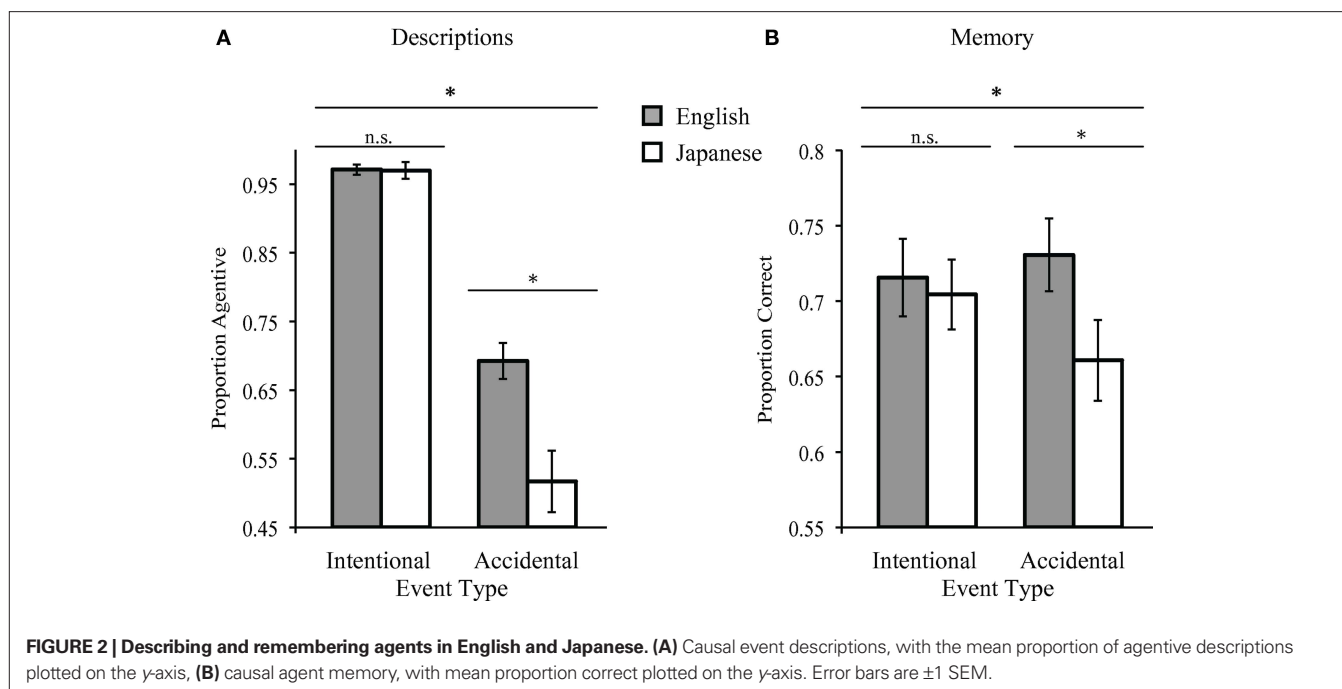 A Descriptions
*
n.s.
*
Proportion Agentive
0.95
0.85
0.75
0.65
0.55
0.45
Intentional Accidental
Event Type
English
Japanese
B Memory
*
n.s.
*
Proportion Correct
0.8
0.75
0.7
0.65
0.6
0.55
Intentional Accidental
Event Type
FIGURE 2 | Describing and remembering agents in English and Japanese. (A) Causal event descriptions, with the mean proportion of agentive descriptions
plotted on the y-axis, (B) causal agent memory, with mean proportion correct plotted on the y-axis. Error bars are ±1 SEM.